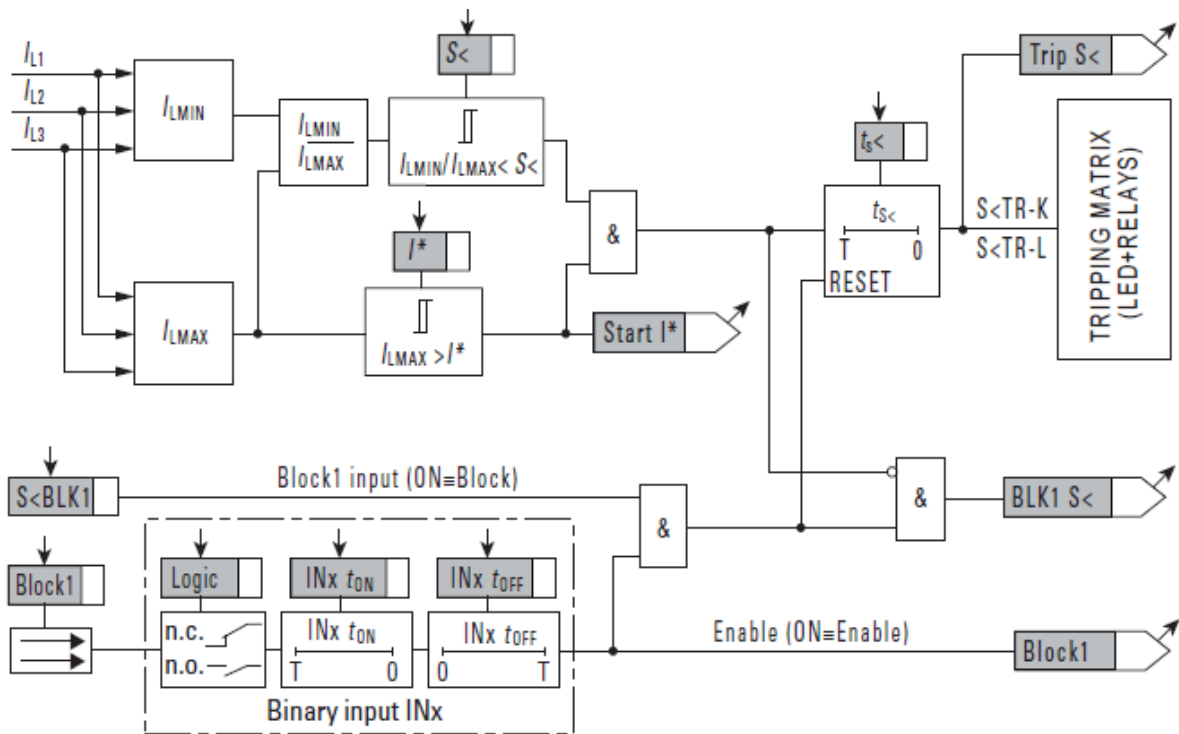 I_L1
I_L2
I_L3
I_LMIN
I_LMIN
I_LMAX
S<
I_LMIN/I_LMAX< S<
I_LMAX
I*
I_LMAX >I*
&
Start I*
t_s<
t_S<
T 0
RESET
Trip S<
S<TR-K
S<TR-L
TRIPPING MATRIX
(LED+RELAYS)
S<BLK1
Block1 input (ON≡Block)
&
&
BLK1 S<
Block1
Logic
n.c.
n.o.
INx t_ON
INx t_ON
T 0
INx t_OFF
INx t_OFF
0 T
Binary input INx
Enable (ON≡Enable)
Block1